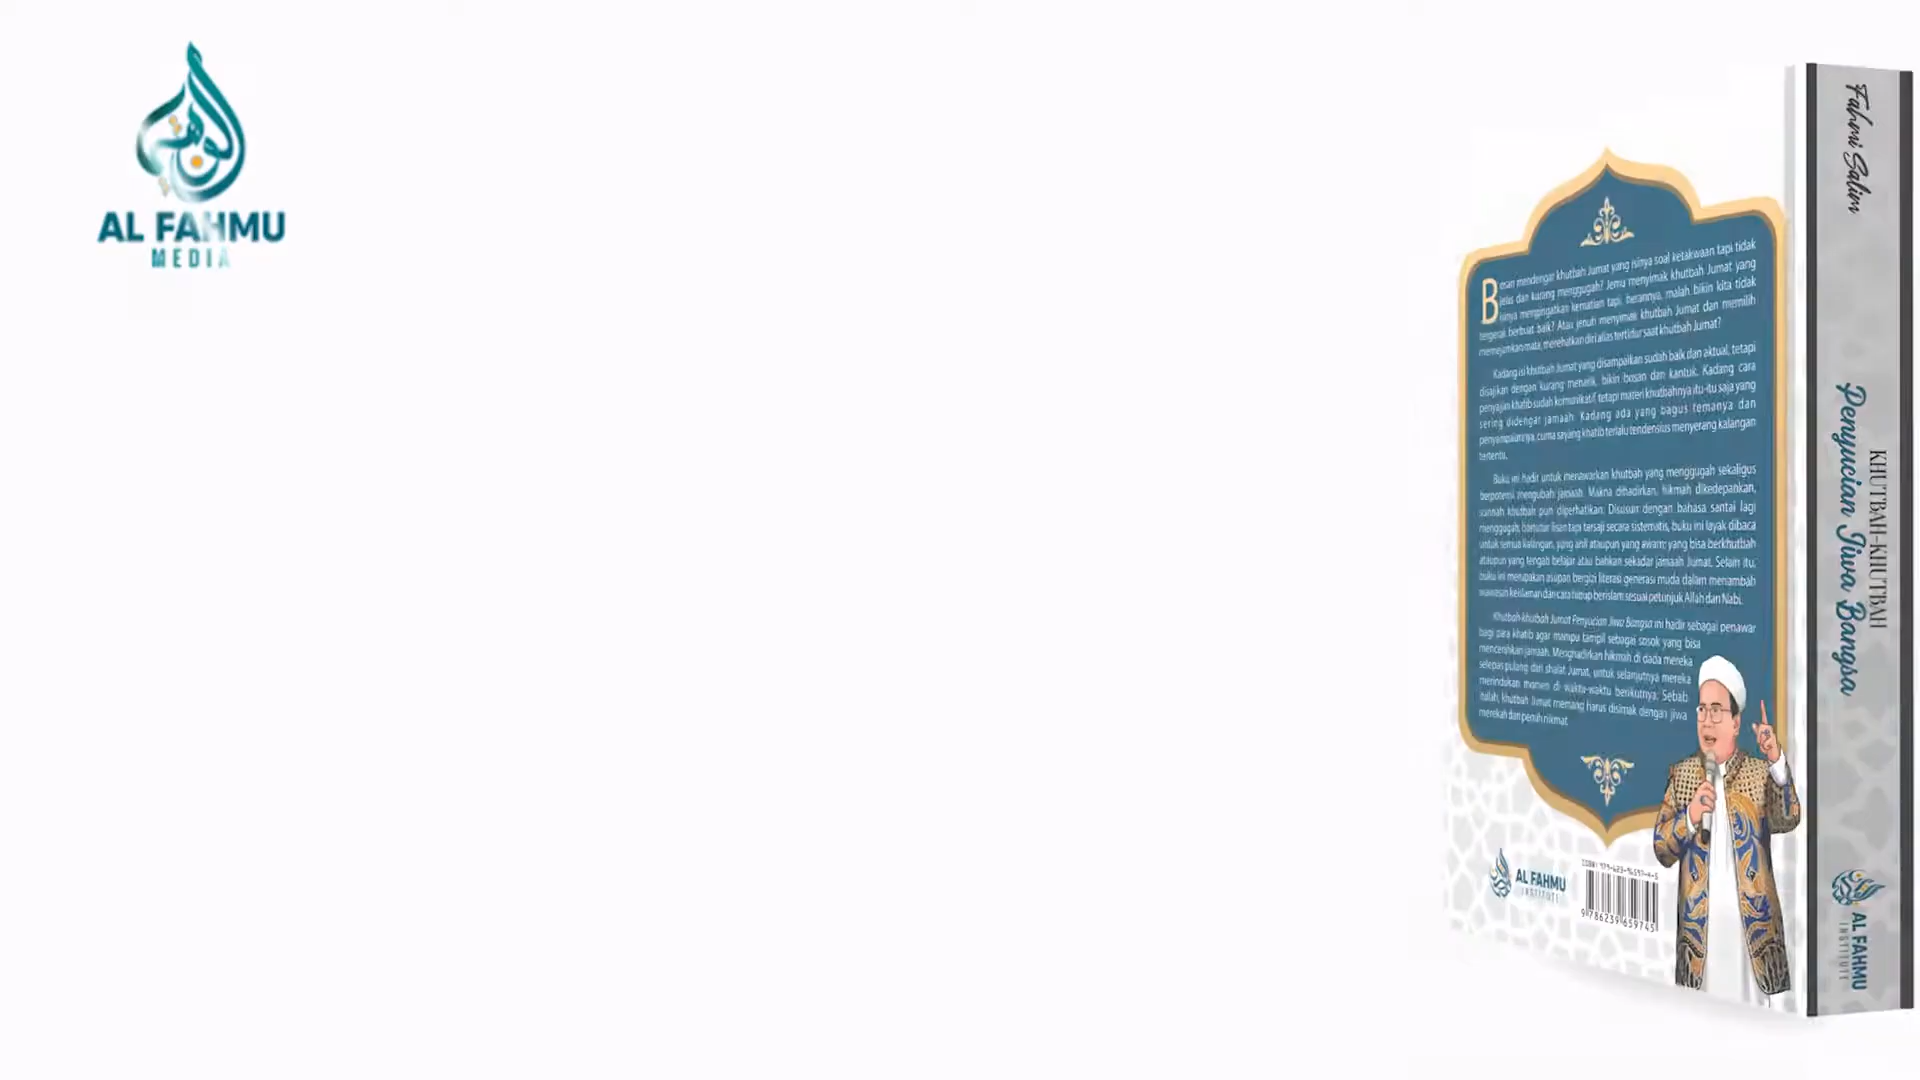 AL FAHMU
MEDIA
Bosan mendengar khutbah Jumat yang isinya soal ketakwaan tapi tidak
jelas dan kurang menggugah? Jemu menyimak khutbah Jumat yang
isinya mengingatkan kematian tapi, herannya, malah bikin kita tidak
tergerak berbuat baik? Atau jenuh menyimak khutbah Jumat dan memilih
memejamkan mata, merehatkan diri alias tertidur saat khutbah Jumat?
Kadang isi khutbah Jumat yang disampaikan sudah baik dan aktual, tetapi
disajikan dengan kurang menarik, bikin bosan dan kantuk. Kadang cara
penyajian khatib sudah komunikatif, tetapi materi khutbahnya itu-itu saja yang
sering didengar jamaah. Kadang ada yang bagus temanya dan
penyampaiannya, cuma sayang khatib terlalu tendensius menyerang kalangan
tertentu.
Buku ini hadir untuk menawarkan khutbah yang menggugah sekaligus
berpotensi mengubah jamaah. Makna dihadirkan, hikmah dikedepankan,
sunnah khutbah pun diperhatikan. Disusun dengan bahasa santai lagi
menggugah, bertutur lisan tapi tersaji secara sistematis, buku ini layak dibaca
untuk semua kalangan, yang ahli ataupun yang awam; yang bisa berkhutbah
ataupun yang tengah belajar atau bahkan sekadar jamaah Jumat. Selain itu,
buku ini merupakan asupan bergizi literasi generasi muda dalam menambah
wawasan keislaman dan cara hidup berislam sesuai petunjuk Allah dan Nabi.
Khutbah-khutbah Jumat Penyucian Jiwa Bangsa ini hadir sebagai penawar
bagi para khatib agar mampu tampil sebagai sosok yang bisa
mencerahkan jamaah. Menghadirkan hikmah di dada mereka
selepas pulang dari shalat Jumat, untuk selanjutnya mereka
merindukan momen di waktu-waktu berikutnya. Sebab
itulah, khutbah Jumat memang harus disimak dengan jiwa
merekah dan penuh nikmat.
AL FAHMU
INSTITUTE
ISBN 979-623-96597-4-5
9 786239 659745
Fahmi Salim
KHUTBAH-KHUTBAH
Penyucian Jiwa Bangsa
AL FAHMU
INSTITUTE